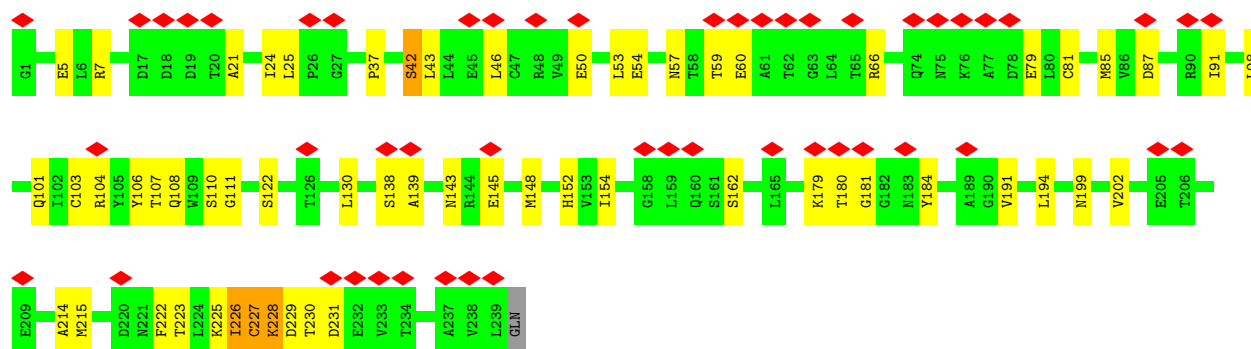 G1 E5 L6 R7 D17 D18 D19 T20 A21 I24 L25 P26 G27 P37 S42 L43 L44 E45 L46 C47 R48 V49 E50 L53 E54 N57 T58 T59 E60 A61 T62 G63 L64 T65 R66 Q74 N75 K76 A77 D78 E79 L80 C81 M85 V86 D87 R90 I91
Q101 I102 C103 R104 Y105 Y106 T107 Q108 W109 S110 G111 S122 T126 L130 S138 A139 N143 R144 E145 M148 H152 V153 I154 G158 L159 Q160 S161 S162 L165 K179 T180 G181 G182 N183 Y184 A189 G190 V191 L194 N199 V202 E205 T206
E209 A214 M215 D220 N221 F222 T223 L224 K225 I226 C227 K228 D229 T230 D231 E232 V233 T234 A237 V238 L239 GLN